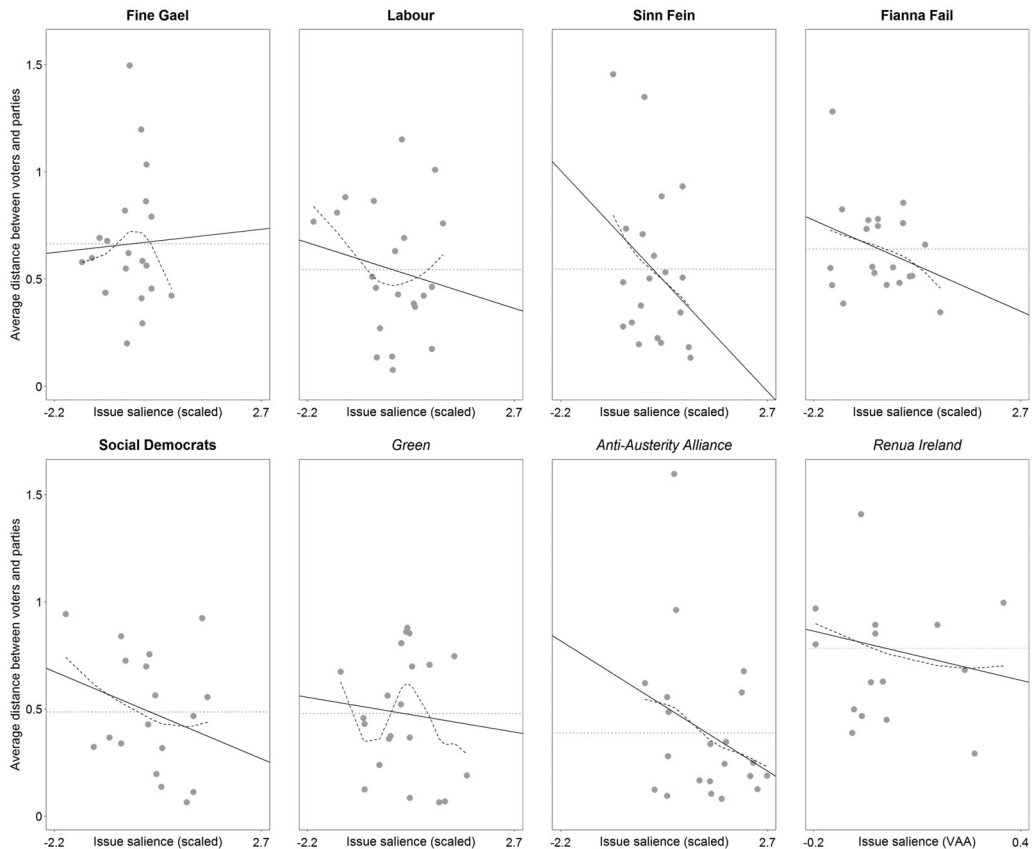 Fine Gael
Labour
Sinn Fein
Fianna Fail
Average distance between voters and parties
1.5
1
0.5
0
-2.2 Issue salience (scaled) 2.7
-2.2 Issue salience (scaled) 2.7
-2.2 Issue salience (scaled) 2.7
-2.2 Issue salience (scaled) 2.7
Social Democrats
Green
Anti-Austerity Alliance
Renua Ireland
Average distance between voters and parties
1.5
1
0.5
0
-2.2 Issue salience (scaled) 2.7
-2.2 Issue salience (scaled) 2.7
-2.2 Issue salience (scaled) 2.7
-0.2 Issue salience (VAA) 0.4